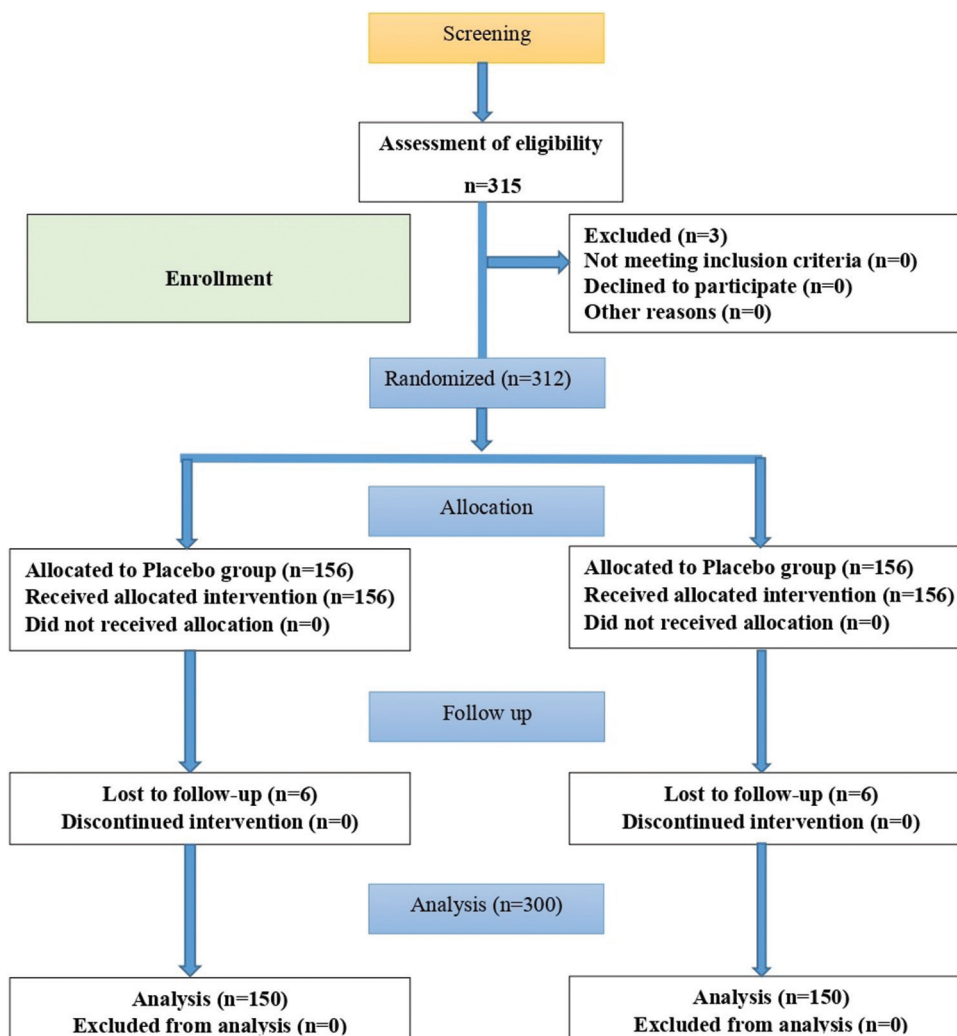 Screening
Assessment of eligibility
n=315
Excluded (n=3)
Not meeting inclusion criteria (n=0)
Declined to participate (n=0)
Other reasons (n=0)
Enrollment
Randomized (n=312)
Allocation
Allocated to Placebo group (n=156)
Received allocated intervention (n=156)
Did not received allocation (n=0)
Allocated to Placebo group (n=156)
Received allocated intervention (n=156)
Did not received allocation (n=0)
Follow up
Lost to follow-up (n=6)
Discontinued intervention (n=0)
Lost to follow-up (n=6)
Discontinued intervention (n=0)
Analysis (n=300)
Analysis (n=150)
Excluded from analysis (n=0)
Analysis (n=150)
Excluded from analysis (n=0)